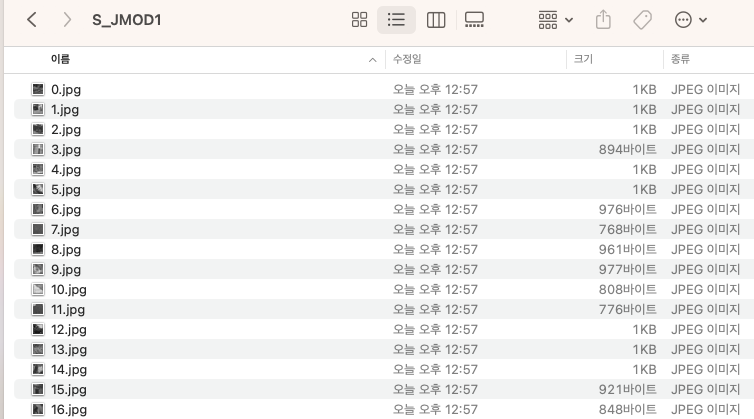 S_JMOD1
이름 수정일 크기 종류
0.jpg 오늘 오후 12:57 1KB JPEG 이미지
1.jpg 오늘 오후 12:57 1KB JPEG 이미지
2.jpg 오늘 오후 12:57 1KB JPEG 이미지
3.jpg 오늘 오후 12:57 894바이트 JPEG 이미지
4.jpg 오늘 오후 12:57 1KB JPEG 이미지
5.jpg 오늘 오후 12:57 1KB JPEG 이미지
6.jpg 오늘 오후 12:57 976바이트 JPEG 이미지
7.jpg 오늘 오후 12:57 768바이트 JPEG 이미지
8.jpg 오늘 오후 12:57 961바이트 JPEG 이미지
9.jpg 오늘 오후 12:57 977바이트 JPEG 이미지
10.jpg 오늘 오후 12:57 808바이트 JPEG 이미지
11.jpg 오늘 오후 12:57 776바이트 JPEG 이미지
12.jpg 오늘 오후 12:57 1KB JPEG 이미지
13.jpg 오늘 오후 12:57 1KB JPEG 이미지
14.jpg 오늘 오후 12:57 1KB JPEG 이미지
15.jpg 오늘 오후 12:57 921바이트 JPEG 이미지
16.jpg 오늘 오후 12:57 848바이트 JPEG 이미지